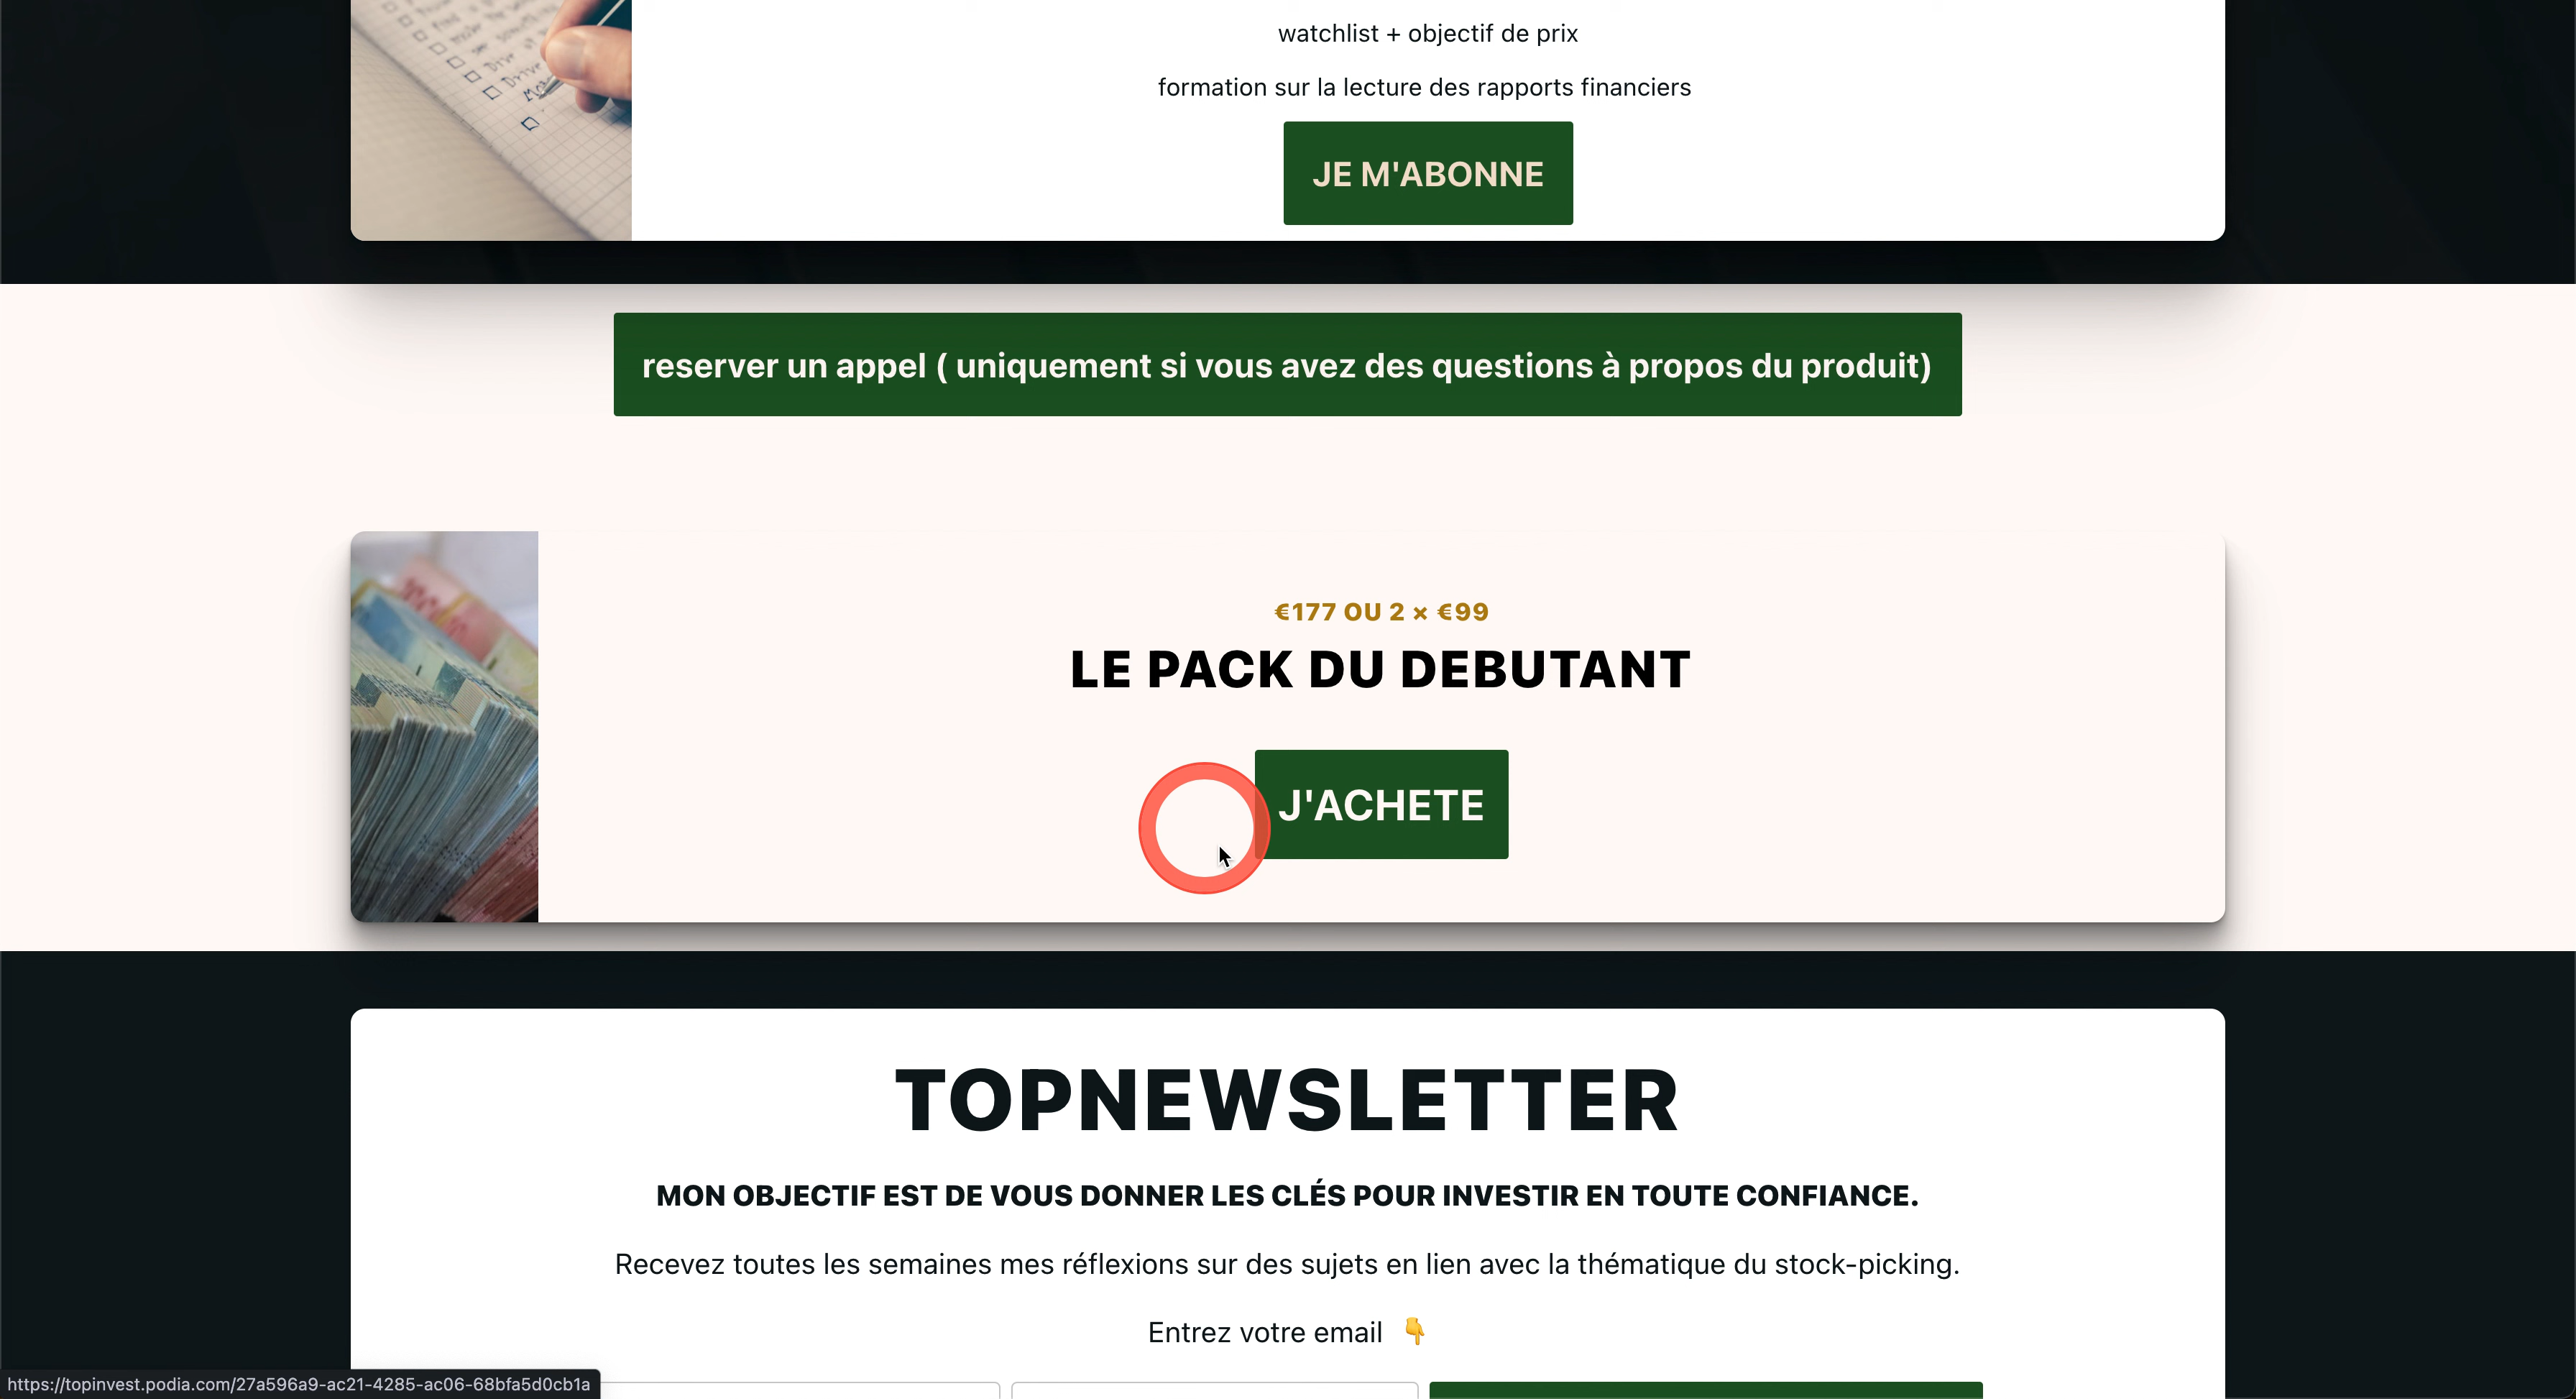 watchlist + objectif de prix
formation sur la lecture des rapports financiers
JE M'ABONNE
reserver un appel ( uniquement si vous avez des questions à propos du produit)
€177 OU 2 × €99
LE PACK DU DEBUTANT
J'ACHETE
TOPNEWSLETTER
MON OBJECTIF EST DE VOUS DONNER LES CLÉS POUR INVESTIR EN TOUTE CONFIANCE.
Recevez toutes les semaines mes réflexions sur des sujets en lien avec la thématique du stock-picking.
Entrez votre email 👇
https://topinvest.podia.com/27a596a9-ac21-4285-ac06-68bfa5d0cb1a